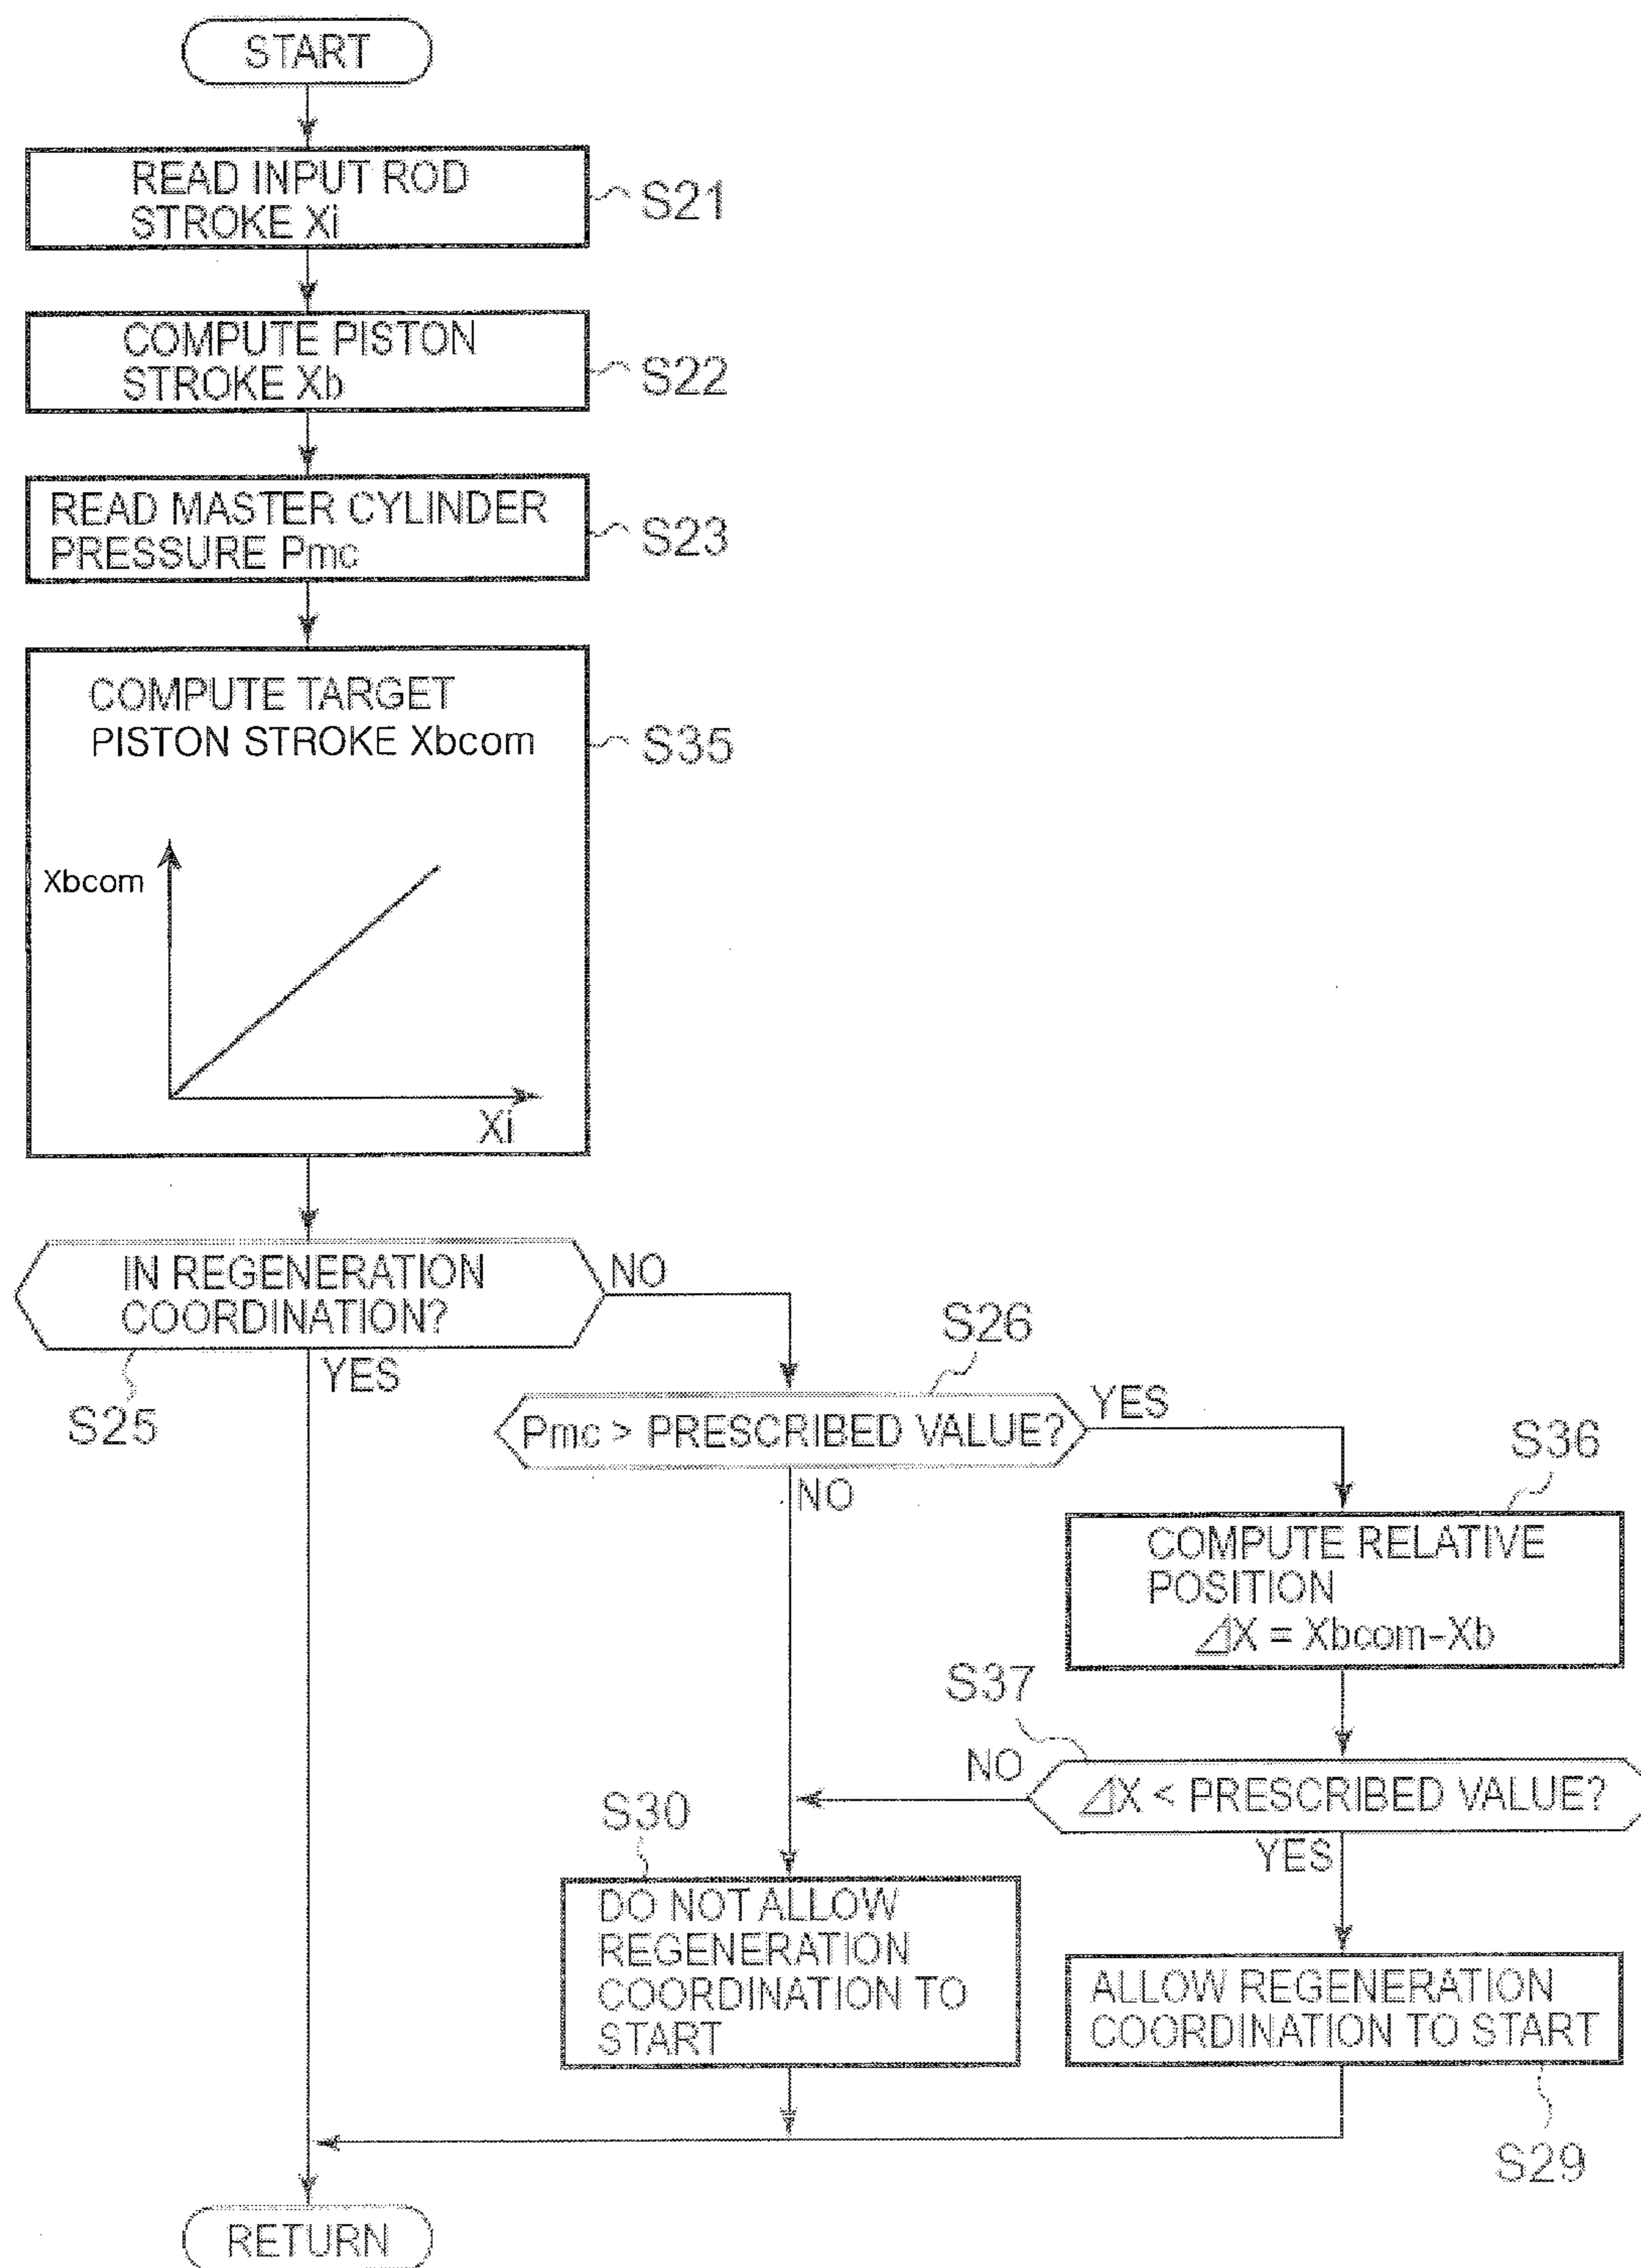 START
READ INPUT ROD
STROKE Xi
S21
COMPUTE PISTON
STROKE Xb
S22
READ MASTER CYLINDER
PRESSURE Pmc
S23
COMPUTE TARGET
PISTON STROKE Xbcom
S35
Xbcom
Xi
IN REGENERATION
COORDINATION?
NO
YES
S25
S26
Pmc > PRESCRIBED VALUE?
YES
NO
S36
COMPUTE RELATIVE
POSITION
⊿X = Xbcom-Xb
S37
NO
⊿X < PRESCRIBED VALUE?
YES
S30
DO NOT ALLOW
REGENERATION
COORDINATION TO
START
ALLOW REGENERATION
COORDINATION TO START
S29
RETURN